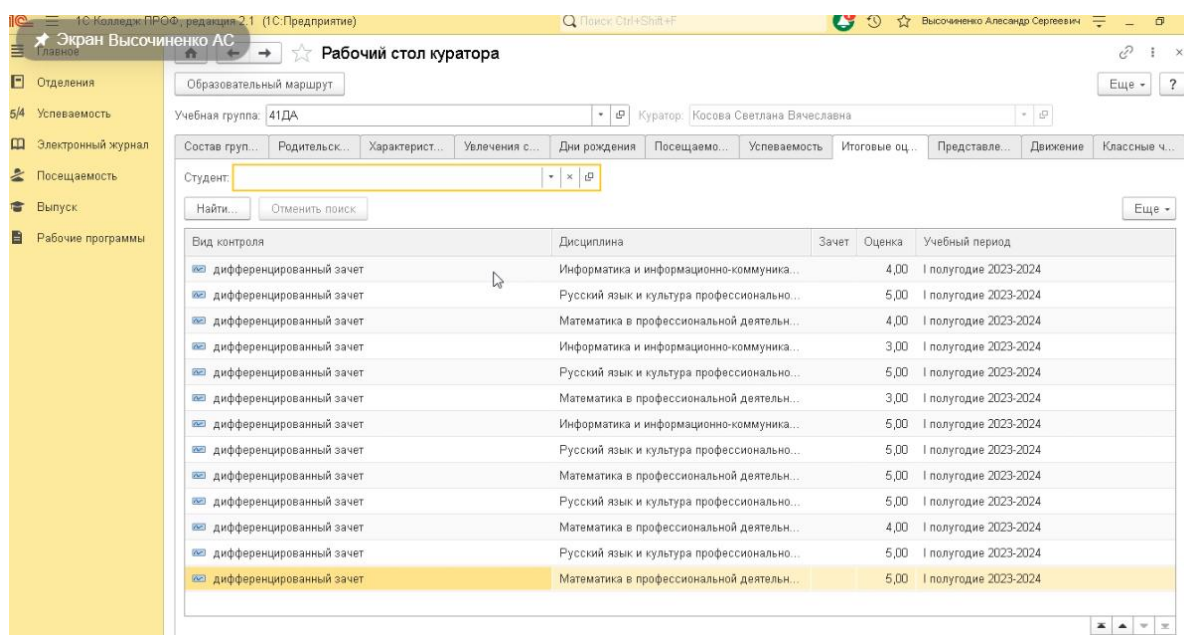 1С Колледж ПРОФ, редакция 2.1 (1С:Предприятие) Поиск Ctrl+Shift+F Высочиненко Алесандр Сергеевич
Экран Высочиненко АС
Главное Рабочий стол куратора
Отделения Образовательный маршрут Еще ?
5/4 Успеваемость Учебная группа: 41ДА Куратор: Косова Светлана Вячеславна
Электронный журнал Состав груп... Родительск... Характерист... Увлечения с... Дни рождения Посещаемо... Успеваемость Итоговые оц... Представле... Движение Классные ч...
Посещаемость Студент:
Выпуск Найти... Отменить поиск Еще
Рабочие программы Вид контроля Дисциплина Зачет Оценка Учебный период
дифференцированный зачет Информатика и информационно-коммуника... 4,00 I полугодие 2023-2024
дифференцированный зачет Русский язык и культура профессионально... 5,00 I полугодие 2023-2024
дифференцированный зачет Математика в профессиональной деятельн... 4,00 I полугодие 2023-2024
дифференцированный зачет Информатика и информационно-коммуника... 3,00 I полугодие 2023-2024
дифференцированный зачет Русский язык и культура профессионально... 5,00 I полугодие 2023-2024
дифференцированный зачет Математика в профессиональной деятельн... 3,00 I полугодие 2023-2024
дифференцированный зачет Информатика и информационно-коммуника... 5,00 I полугодие 2023-2024
дифференцированный зачет Русский язык и культура профессионально... 5,00 I полугодие 2023-2024
дифференцированный зачет Математика в профессиональной деятельн... 5,00 I полугодие 2023-2024
дифференцированный зачет Русский язык и культура профессионально... 5,00 I полугодие 2023-2024
дифференцированный зачет Математика в профессиональной деятельн... 4,00 I полугодие 2023-2024
дифференцированный зачет Русский язык и культура профессионально... 5,00 I полугодие 2023-2024
дифференцированный зачет Математика в профессиональной деятельн... 5,00 I полугодие 2023-2024